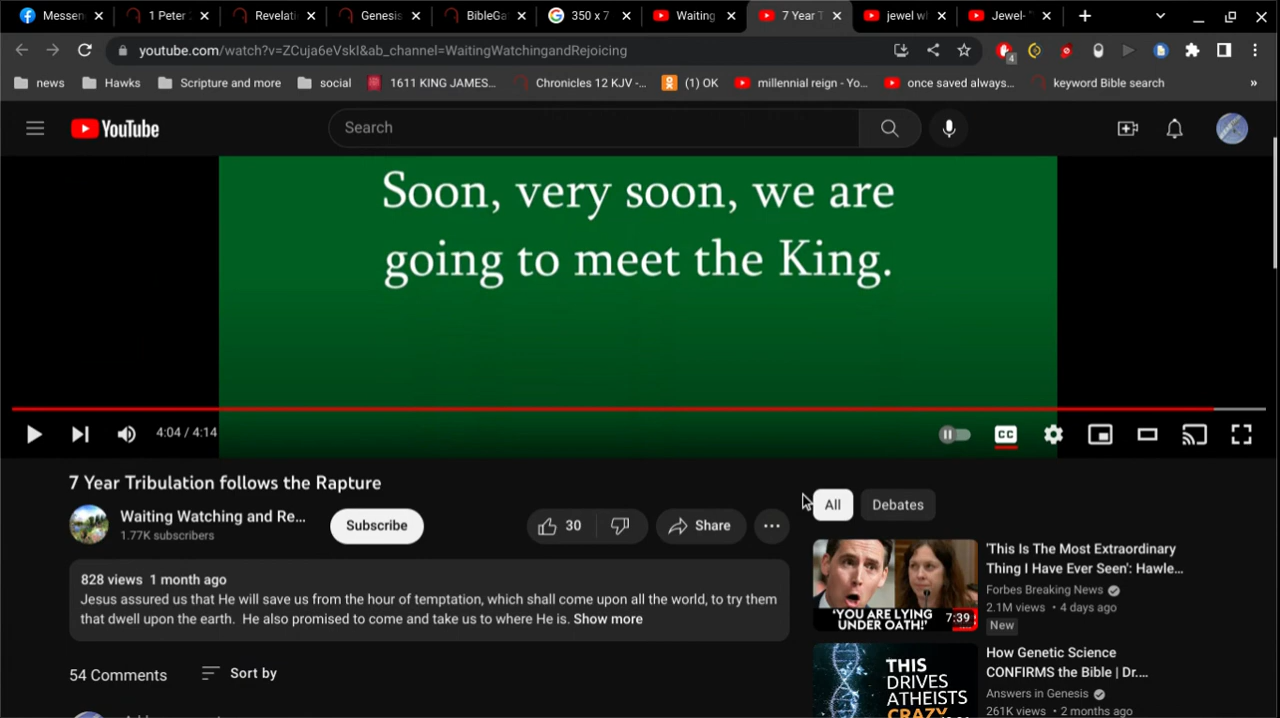 Messen
1 Peter
Revelati
Genesis
BibleGa
350 x 7
Waiting
7 Year T
jewel wh
Jewel- "
youtube.com/watch?v=ZCuja6eVskI&ab_channel=WaitingWatchingandRejoicing
4
news
Hawks
Scripture and more
social
1611 KING JAMES...
Chronicles 12 KJV -...
(1) OK
millennial reign - Yo...
once saved always...
keyword Bible search
»
YouTube
Search
Soon, very soon, we are
going to meet the King.
4:04 / 4:14
CC
7 Year Tribulation follows the Rapture
Waiting Watching and Re...
1.77K subscribers
Subscribe
30
Share
All
Debates
828 views 1 month ago
Jesus assured us that He will save us from the hour of temptation, which shall come upon all the world, to try them
that dwell upon the earth. He also promised to come and take us to where He is. Show more
54 Comments
Sort by
'YOU ARE LYING
UNDER OATH!'
7:39
'This Is The Most Extraordinary
Thing I Have Ever Seen': Hawle...
Forbes Breaking News
2.1M views • 4 days ago
New
THIS
DRIVES
ATHEISTS
CRAZY
How Genetic Science
CONFIRMS the Bible | Dr....
Answers in Genesis
261K views • 2 months ago